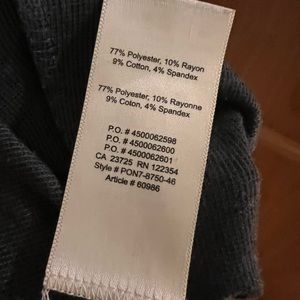 77% Polyester, 10% Rayon
9% Cotton, 4% Spandex
77% Polyester, 10% Rayonne
9% Coton, 4% Spandex
P.O. # 4500062598
P.O. # 4500062600
P.O. # 4500062601
CA 23725 RN 122354
Style # PON7-8750-46
Article # 60986